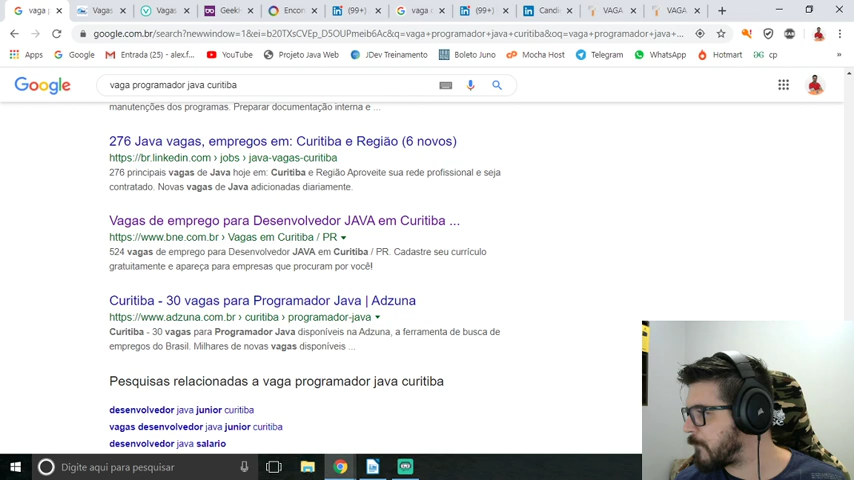 vaga p
Vagas
Vagas
GeekH
Encon
(99+)
vaga d
(99+)
Candi
VAGA
VAGA
google.com.br/search?newwindow=1&ei=b20TXsCVEp_D5OUPmeib6Ac&q=vaga+programador+java+curitiba&oq=vaga+programador+java+...
Apps
Google
Entrada (25) - alex.f...
YouTube
Projeto Java Web
JDev Treinamento
Boleto Juno
Mocha Host
Telegram
WhatsApp
Hotmart
cp
Google
vaga programador java curitiba
manutenções dos programas. Preparar documentação interna e ...
276 Java vagas, empregos em: Curitiba e Região (6 novos)
https://br.linkedin.com › jobs › java-vagas-curitiba
276 principais vagas de Java hoje em: Curitiba e Região Aproveite sua rede profissional e seja
contratado. Novas vagas de Java adicionadas diariamente.
Vagas de emprego para Desenvolvedor JAVA em Curitiba ...
https://www.bne.com.br › Vagas em Curitiba / PR
524 vagas de emprego para Desenvolvedor JAVA em Curitiba / PR. Cadastre seu currículo
gratuitamente e apareça para empresas que procuram por você!
Curitiba - 30 vagas para Programador Java | Adzuna
https://www.adzuna.com.br › curitiba › programador-java
Curitiba - 30 vagas para Programador Java disponíveis na Adzuna, a ferramenta de busca de
empregos do Brasil. Milhares de novas vagas disponíveis ...
Pesquisas relacionadas a vaga programador java curitiba
desenvolvedor java junior curitiba
vagas desenvolvedor java junior curitiba
desenvolvedor java salario
Digite aqui para pesquisar